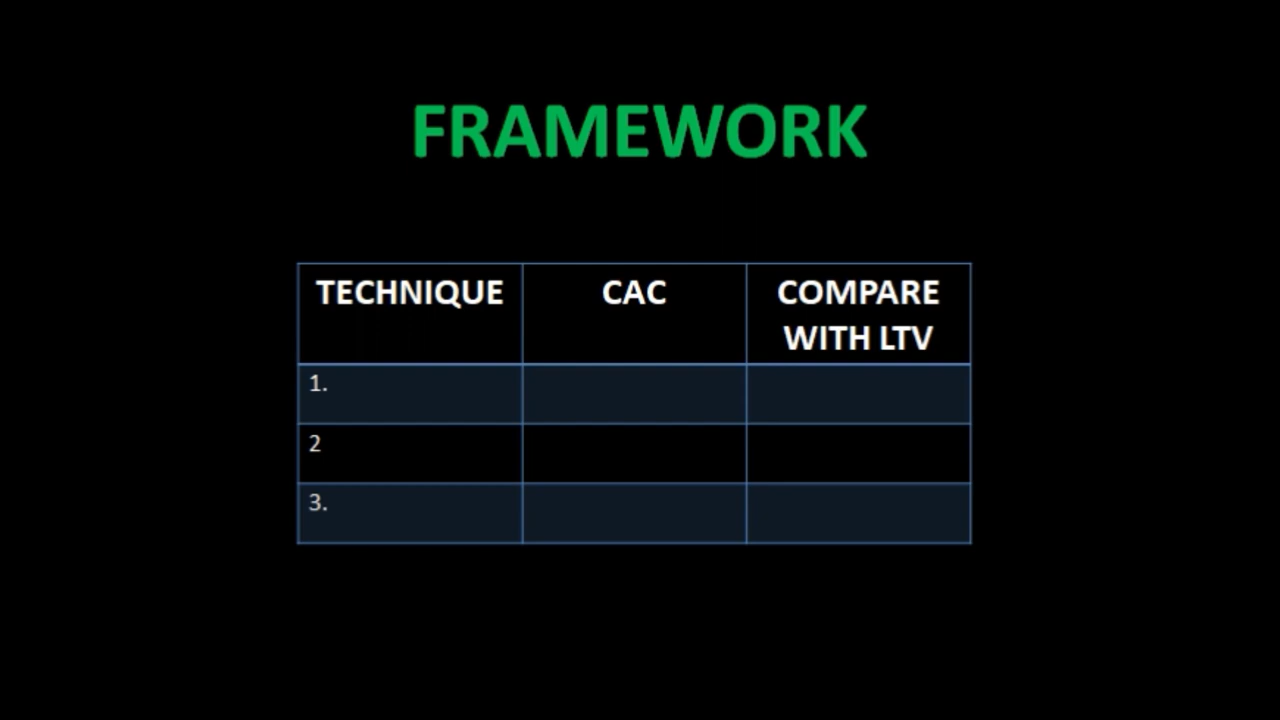 FRAMEWORK
TECHNIQUE CAC COMPARE
WITH LTV
1.
2
3.